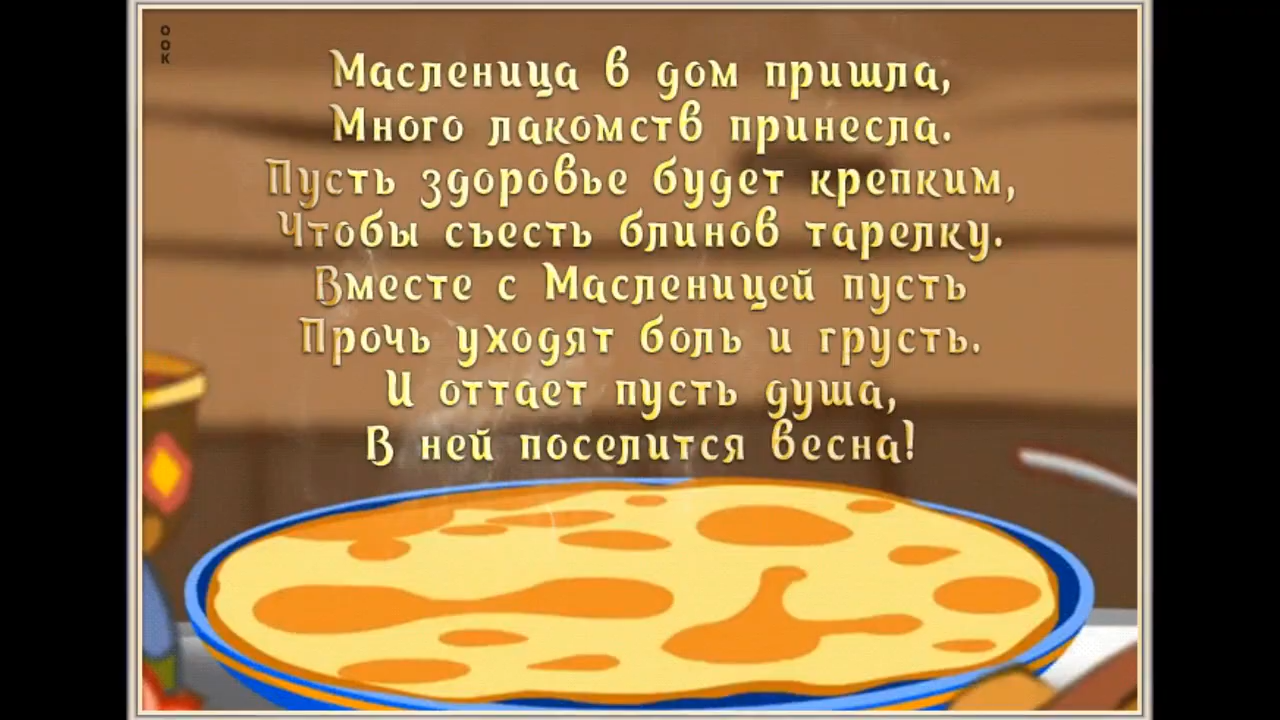 ООК
Масленица в дом пришла,
Много лакомств принесла.
Пусть здоровье будет крепким,
Чтобы съесть блинов тарелку.
Вместе с Масленицей пусть
Прочь уходят боль и грусть.
И оттает пусть душа,
В ней поселится весна!